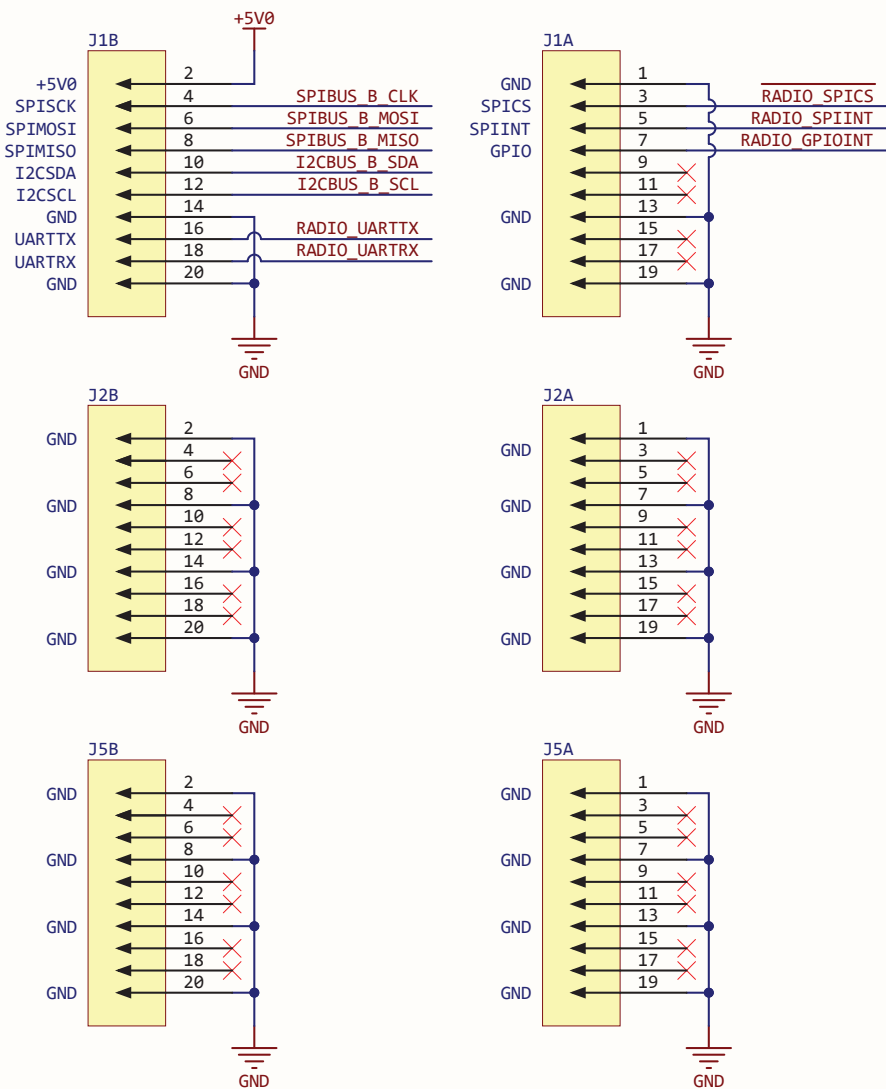 +5V0
J1B
+5V0 2
SPISCK 4 SPIBUS_B_CLK
SPIMOSI 6 SPIBUS_B_MOSI
SPIMISO 8 SPIBUS_B_MISO
I2CSDA 10 I2CBUS_B_SDA
I2CSCL 12 I2CBUS_B_SCL
GND 14
UARTTX 16 RADIO_UARTTX
UARTRX 18 RADIO_UARTRX
GND 20
GND
J1A
GND 1
SPICS 3 RADIO_SPICS
SPIINT 5 RADIO_SPIINT
GPIO 7 RADIO_GPIOINT
9
11
GND 13
15
17
GND 19
GND
J2B
GND 2
4
6
GND 8
10
12
GND 14
16
18
GND 20
GND
J2A
GND 1
3
5
GND 7
9
11
GND 13
15
17
GND 19
GND
J5B
GND 2
4
6
GND 8
10
12
GND 14
16
18
GND 20
GND
J5A
GND 1
3
5
GND 7
9
11
GND 13
15
17
GND 19
GND